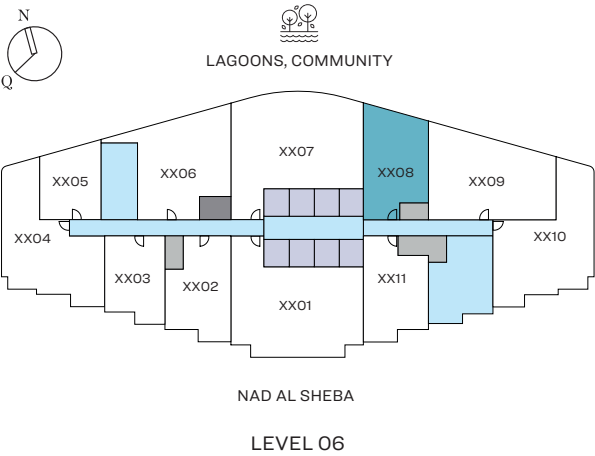 N
Q
LAGOONS, COMMUNITY
XX07
XX08
XX06
XX05
XX09
XX04
XX10
XX03
XX02
XX11
XX01
NAD AL SHEBA
LEVEL 06